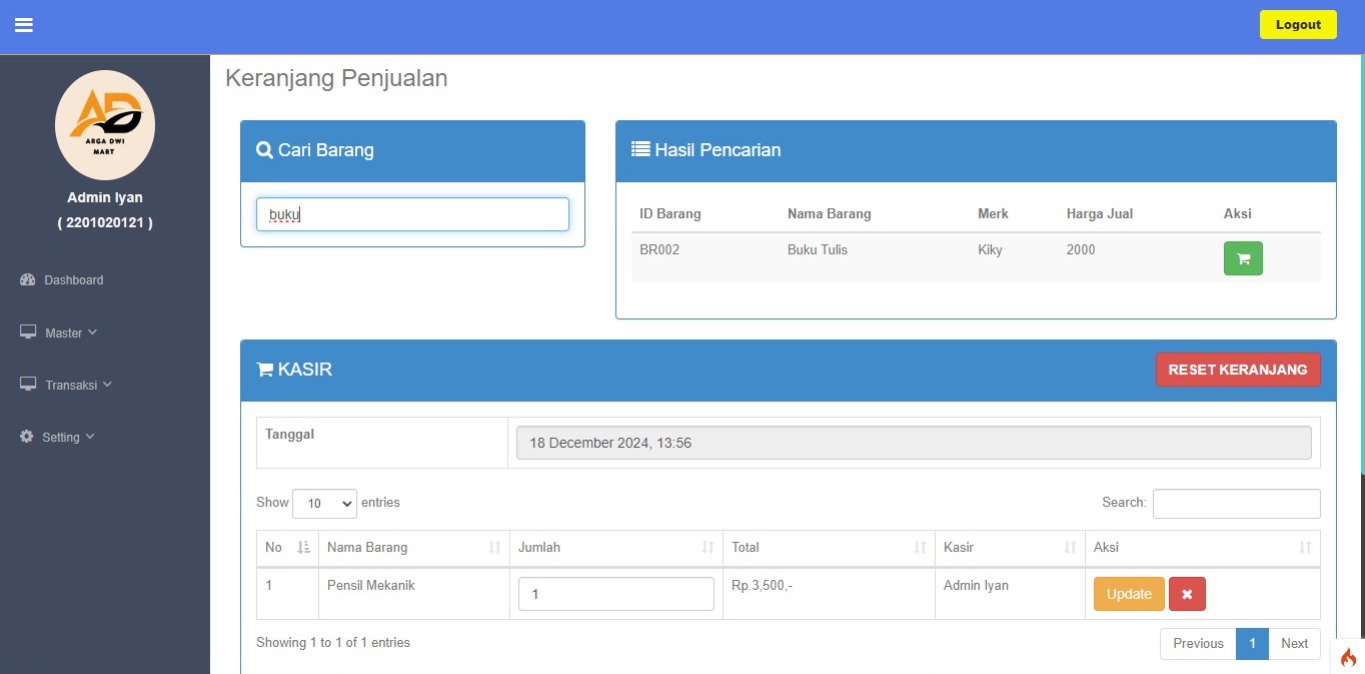 Logout
ARGA DWI
MART
Admin Iyan
( 2201020121 )
Dashboard
Master
Transaksi
Setting
Keranjang Penjualan
Cari Barang
buku
Hasil Pencarian
ID Barang Nama Barang Merk Harga Jual Aksi
BR002 Buku Tulis Kiky 2000
KASIR
RESET KERANJANG
Tanggal 18 December 2024, 13:56
Show 10 entries Search:
No Nama Barang Jumlah Total Kasir Aksi
1 Pensil Mekanik 1 Rp.3,500,- Admin Iyan Update
Showing 1 to 1 of 1 entries
Previous 1 Next